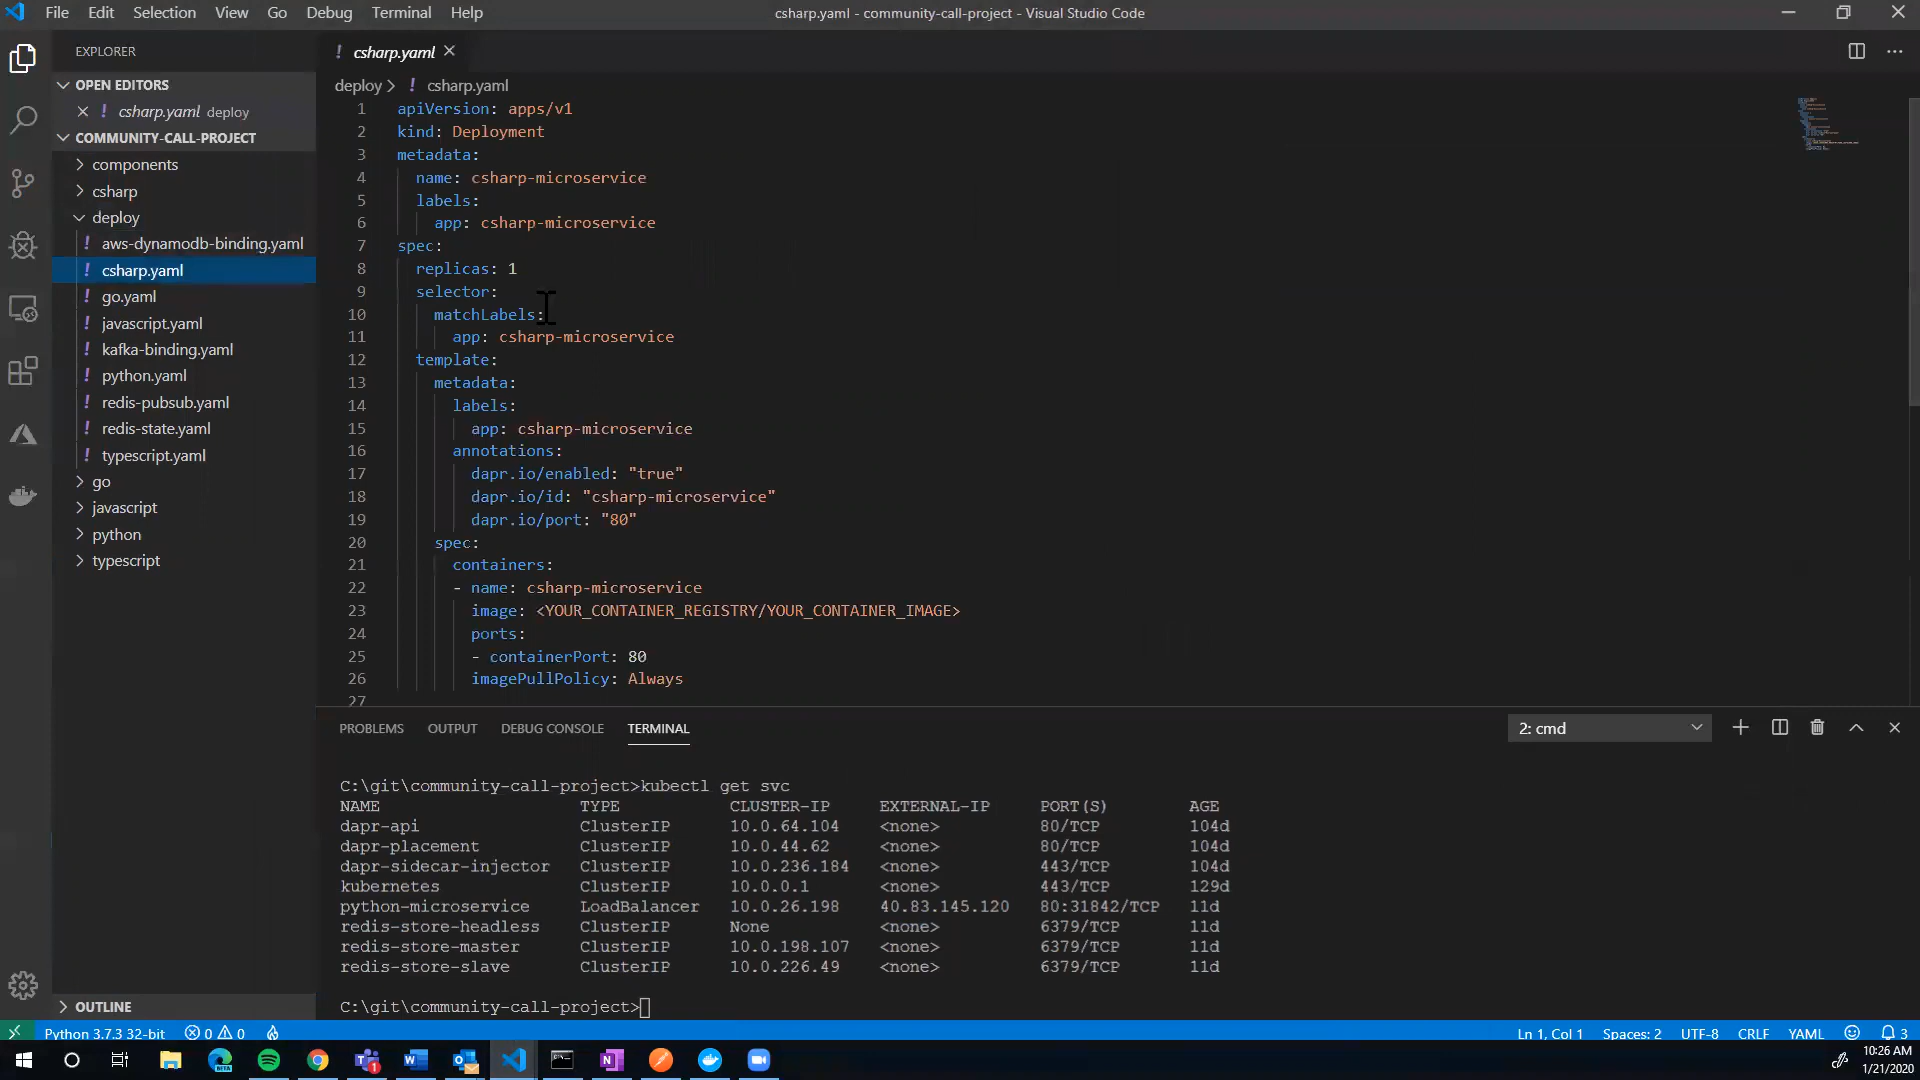 File Edit Selection View Go Debug Terminal Help
csharp.yaml - community-call-project - Visual Studio Code
EXPLORER
OPEN EDITORS
csharp.yaml deploy
COMMUNITY-CALL-PROJECT
components
csharp
deploy
! aws-dynamodb-binding.yaml
! csharp.yaml
! go.yaml
! javascript.yaml
! kafka-binding.yaml
! python.yaml
! redis-pubsub.yaml
! redis-state.yaml
! typescript.yaml
go
javascript
python
typescript
OUTLINE
! csharp.yaml
deploy > ! csharp.yaml
1 apiVersion: apps/v1
2 kind: Deployment
3 metadata:
4 name: csharp-microservice
5 labels:
6 app: csharp-microservice
7 spec:
8 replicas: 1
9 selector:
10 matchLabels:
11 app: csharp-microservice
12 template:
13 metadata:
14 labels:
15 app: csharp-microservice
16 annotations:
17 dapr.io/enabled: "true"
18 dapr.io/id: "csharp-microservice"
19 dapr.io/port: "80"
20 spec:
21 containers:
22 - name: csharp-microservice
23 image: <YOUR_CONTAINER_REGISTRY/YOUR_CONTAINER_IMAGE>
24 ports:
25 - containerPort: 80
26 imagePullPolicy: Always
27
PROBLEMS OUTPUT DEBUG CONSOLE TERMINAL
2: cmd
C:\git\community-call-project>kubectl get svc
NAME TYPE CLUSTER-IP EXTERNAL-IP PORT(S) AGE
dapr-api ClusterIP 10.0.64.104 <none> 80/TCP 104d
dapr-placement ClusterIP 10.0.44.62 <none> 80/TCP 104d
dapr-sidecar-injector ClusterIP 10.0.236.184 <none> 443/TCP 104d
kubernetes ClusterIP 10.0.0.1 <none> 443/TCP 129d
python-microservice LoadBalancer 10.0.26.198 40.83.145.120 80:31842/TCP 11d
redis-store-headless ClusterIP None <none> 6379/TCP 11d
redis-store-master ClusterIP 10.0.198.107 <none> 6379/TCP 11d
redis-store-slave ClusterIP 10.0.226.49 <none> 6379/TCP 11d
C:\git\community-call-project>
Python 3.7.3 32-bit 0 0
Ln 1, Col 1 Spaces: 2 UTF-8 CRLF YAML 3
10:26 AM
1/21/2020